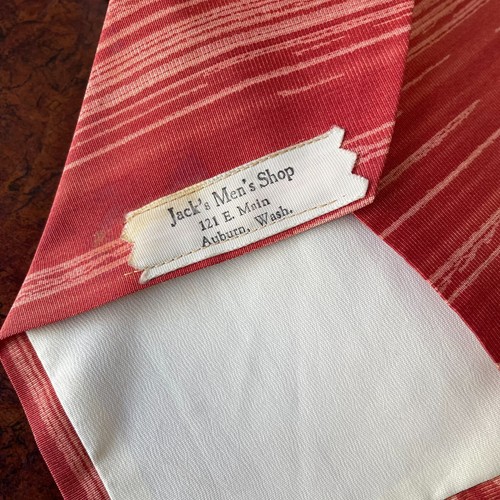 Jack's Men's Shop
121 E. Main
Auburn, Wash.